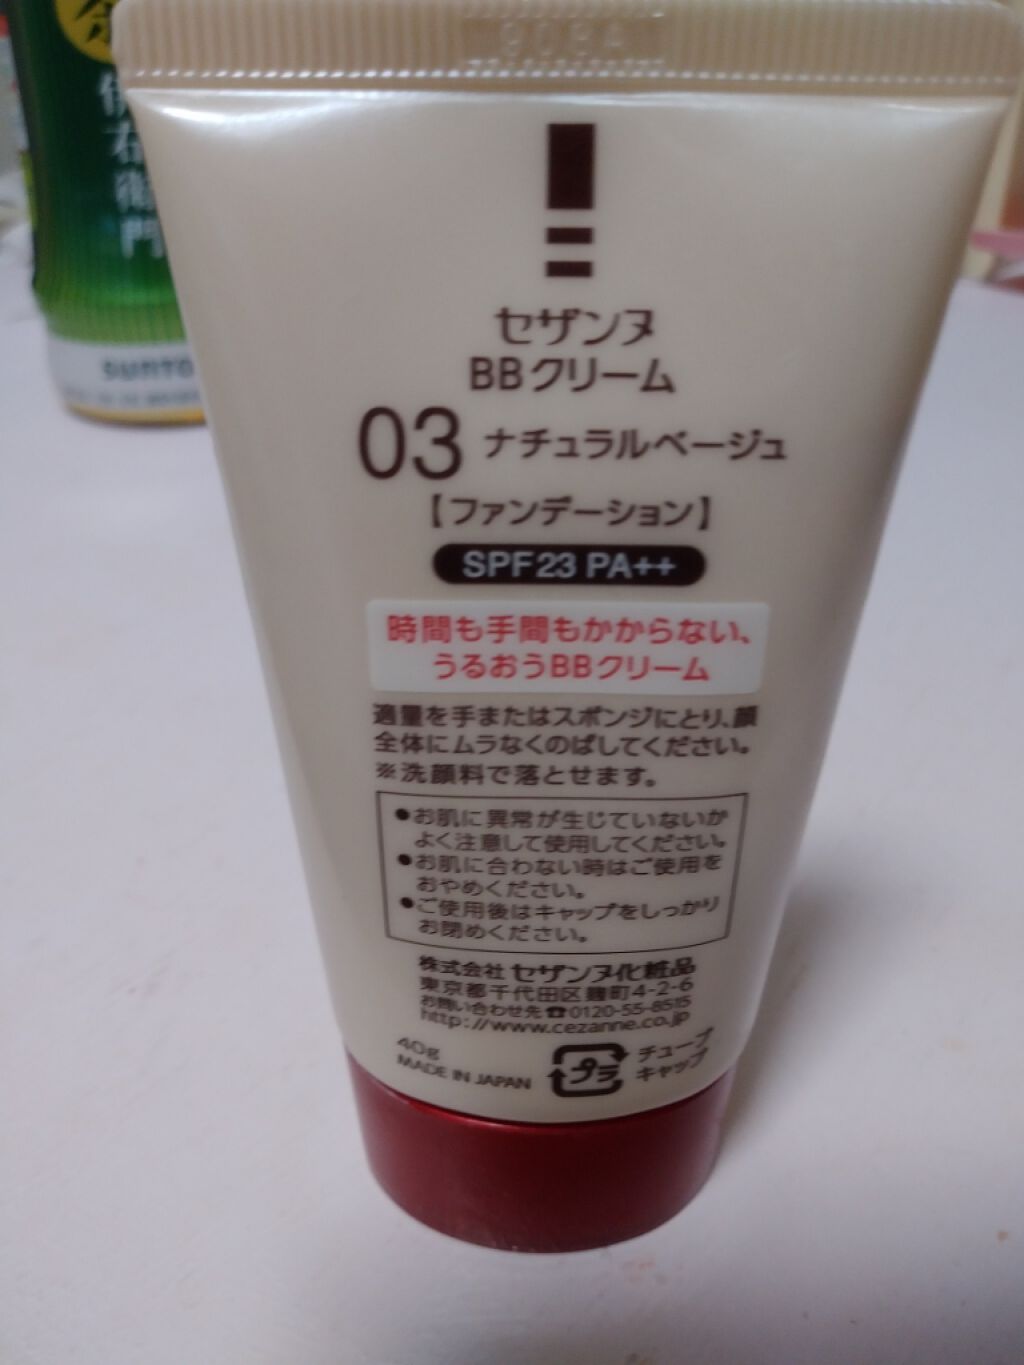 伊右衛門
SUNTO
セザンヌ
BBクリーム
03 ナチュラルベージュ
【ファンデーション】
SPF23 PA++
時間も手間もかからない、
うるおうBBクリーム
適量を手またはスポンジにとり、顔
全体にムラなくのばしてください。
※洗顔料で落とせます。
●お肌に異常が生じていないか
よく注意して使用してください。
●お肌に合わない時はご使用を
おやめください。
●ご使用後はキャップをしっかり
お閉めください。
株式会社 セザンヌ化粧品
東京都千代田区麹町4-2-6
お問い合わせ先☎0120-55-8515
http://www.cezanne.co.jp
40g
MADE IN JAPAN
プラ
チューブ
キャップ